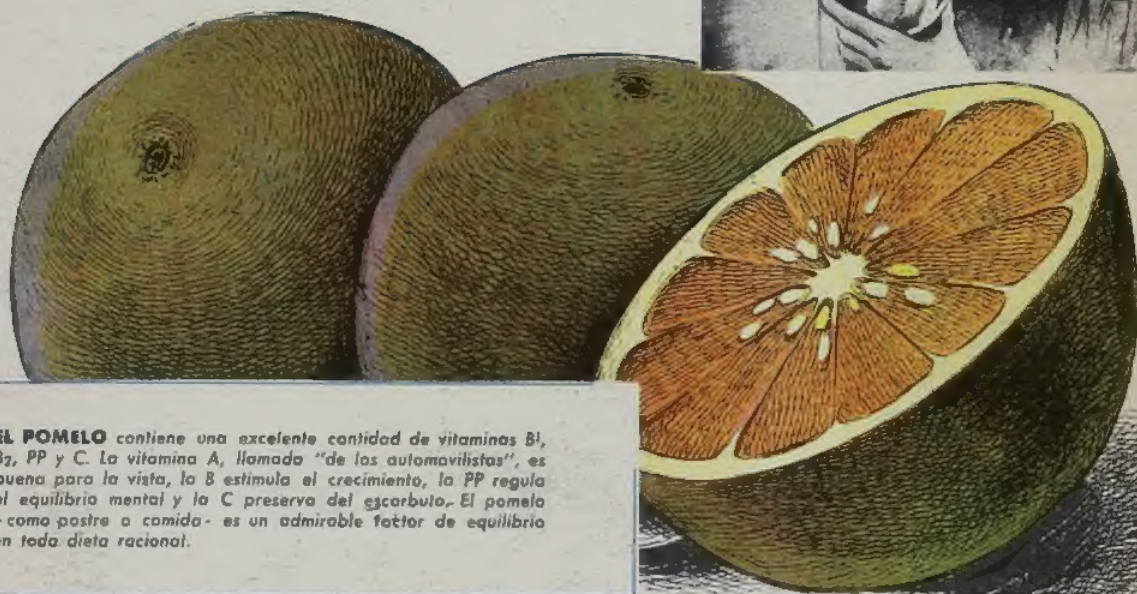 EL POMELO contiene una excelente cantidad de vitaminas B¹,
B₂, PP y C. La vitamina A, llamada "de los automovilistas", es
buena para la vista, la B estimula el crecimiento, la PP regula
el equilibrio mental y la C preserva del escorbuto. El pomelo
- como postre o comida - es un admirable factor de equilibrio
en toda dieta racional.